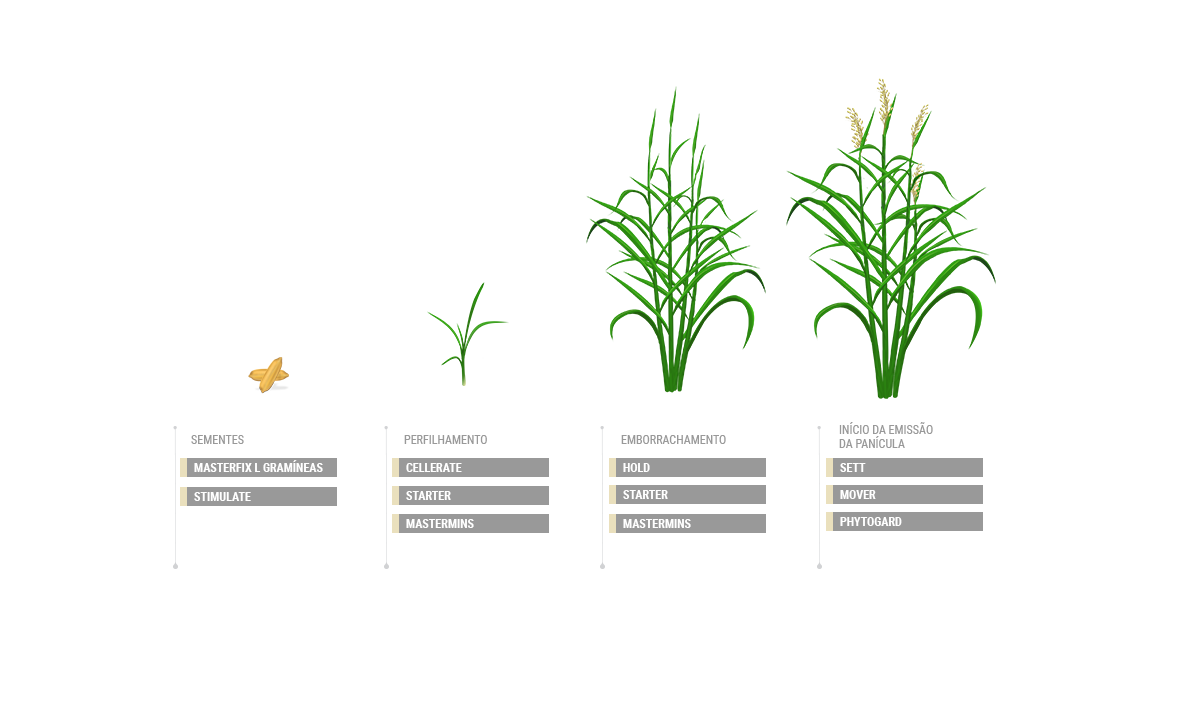 SEMENTES
MASTERFIX L GRAMÍNEAS
STIMULATE
PERFILHAMENTO
CELLERATE
STARTER
MASTERMINS
EMBORRACHAMENTO
HOLD
STARTER
MASTERMINS
INÍCIO DA EMISSÃO
DA PANÍCULA
SETT
MOVER
PHYTOGARD